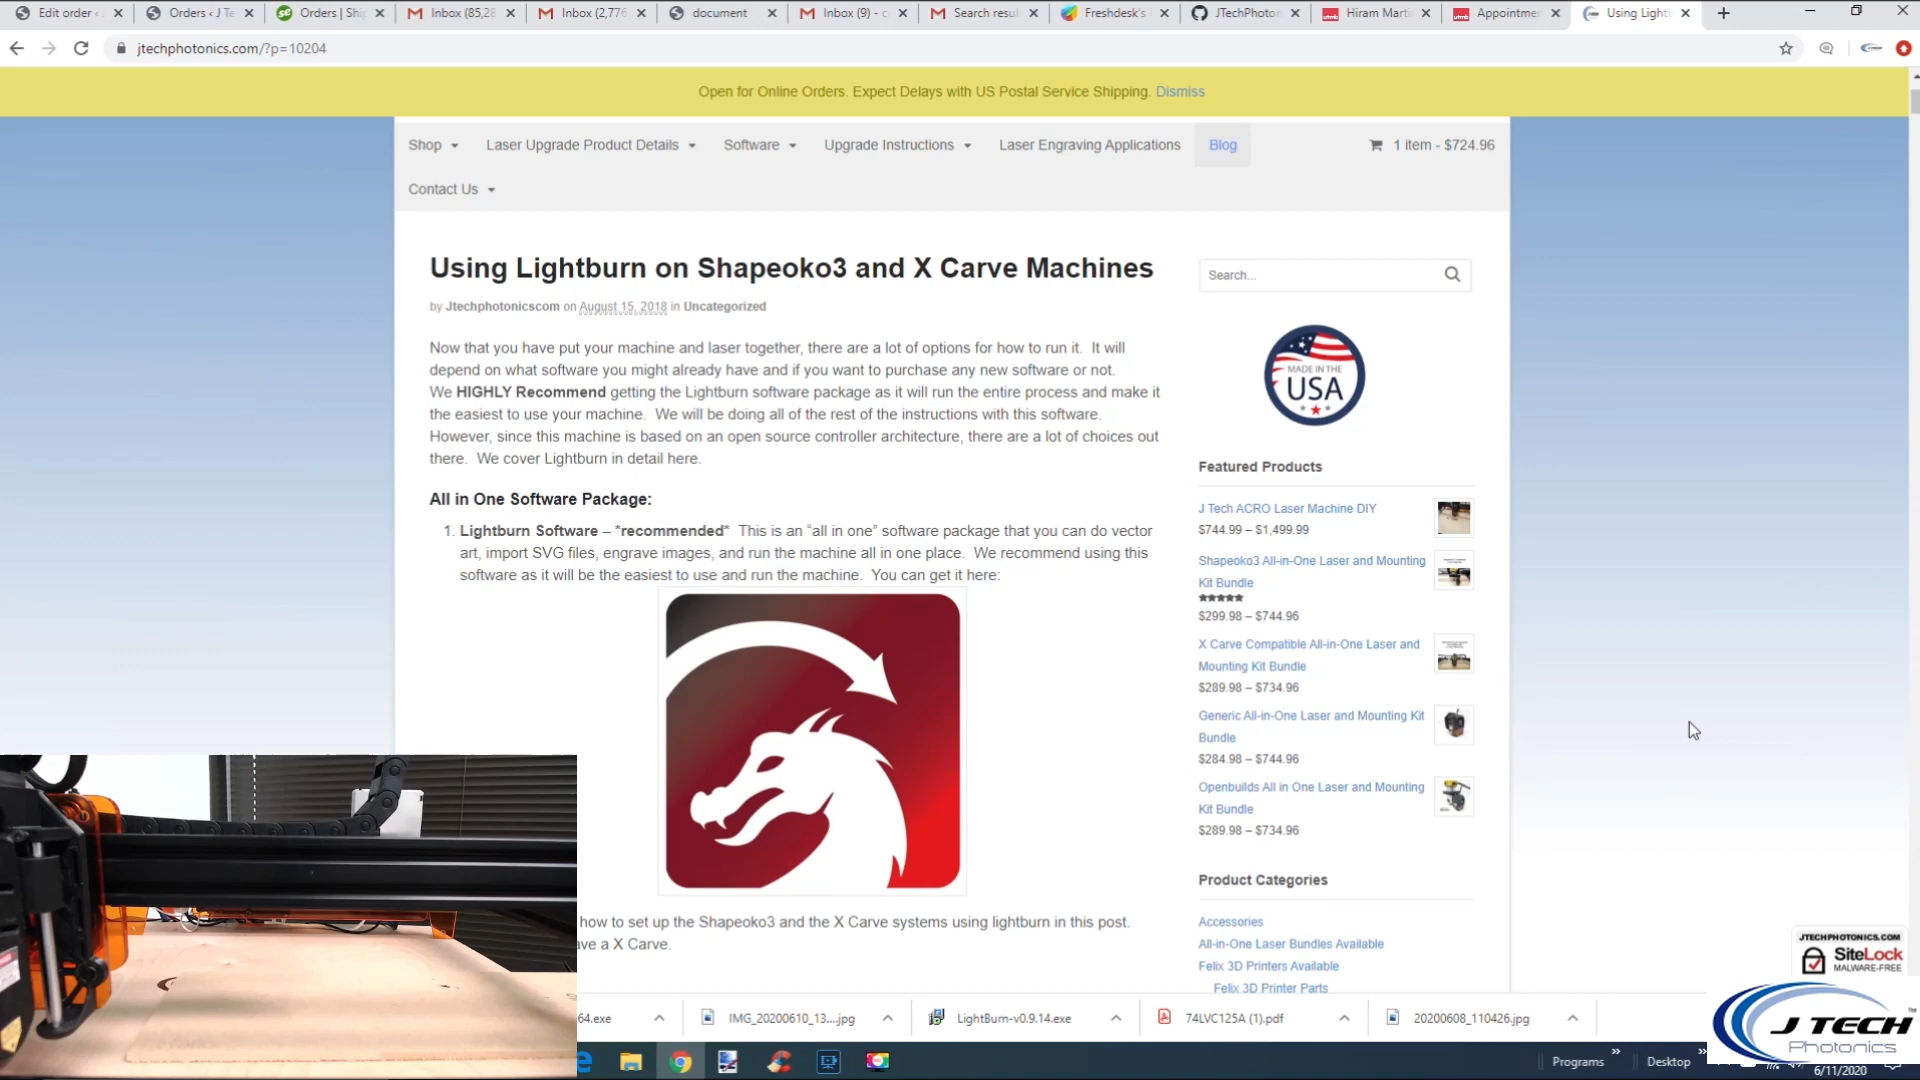 Edit order
Orders ‹ J Te
Orders | Ship
Inbox (85,28
Inbox (2,776
document
Inbox (9) - c
Search resul
Freshdesk's
JTechPhoton
Hiram Marti
Appointmen
Using Lightb
jtechphotonics.com/?p=10204
Open for Online Orders. Expect Delays with US Postal Service Shipping. Dismiss
Shop
Laser Upgrade Product Details
Software
Upgrade Instructions
Laser Engraving Applications
Blog
1 item - $724.96
Contact Us
Using Lightburn on Shapeoko3 and X Carve Machines
by Jtechphotonicscom on August 15, 2018 in Uncategorized
Now that you have put your machine and laser together, there are a lot of options for how to run it. It will
depend on what software you might already have and if you want to purchase any new software or not.
We HIGHLY Recommend getting the Lightburn software package as it will run the entire process and make it
the easiest to use your machine. We will be doing all of the rest of the instructions with this software.
However, since this machine is based on an open source controller architecture, there are a lot of choices out
there. We cover Lightburn in detail here.
All in One Software Package:
1. Lightburn Software – *recommended* This is an “all in one” software package that you can do vector
art, import SVG files, engrave images, and run the machine all in one place. We recommend using this
software as it will be the easiest to use and run the machine. You can get it here:
how to set up the Shapeoko3 and the X Carve systems using lightburn in this post.
ave a X Carve.
Search...
MADE IN THE
USA
Featured Products
J Tech ACRO Laser Machine DIY
$744.99 – $1,499.99
Shapeoko3 All-in-One Laser and Mounting
Kit Bundle
★★★★★
$299.98 – $744.96
X Carve Compatible All-in-One Laser and
Mounting Kit Bundle
$289.98 – $734.96
Generic All-in-One Laser and Mounting Kit
Bundle
$284.98 – $744.96
Openbuilds All in One Laser and Mounting
Kit Bundle
$289.98 – $734.96
Product Categories
Accessories
All-in-One Laser Bundles Available
Felix 3D Printers Available
Felix 3D Printer Parts
JTECHPHOTONICS.COM
SiteLock
MALWARE-FREE
J TECH
Photonics
64.exe
IMG_20200610_13....jpg
LightBurn-v0.9.14.exe
74LVC125A (1).pdf
20200608_110426.jpg
Programs
Desktop
6/11/2020